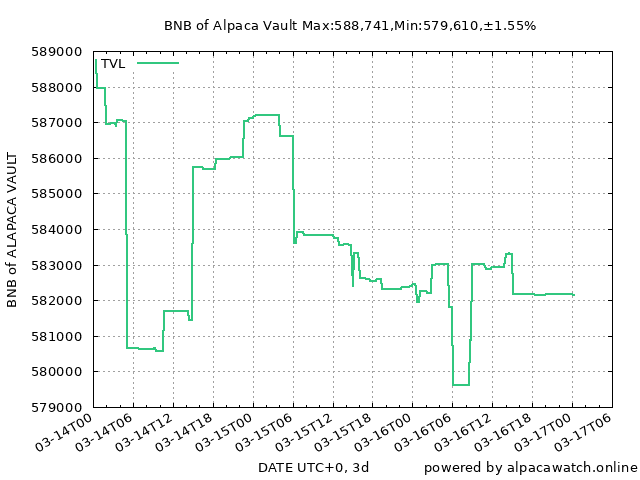 BNB of Alpaca Vault Max:588,741,Min:579,610,±1.55%
589000
TVL
588000
587000
586000
585000
584000
583000
582000
581000
580000
579000
BNB of ALAPACA VAULT
03-14T00
03-14T06
03-14T12
03-14T18
03-15T00
03-15T06
03-15T12
03-15T18
03-16T00
03-16T06
03-16T12
03-16T18
03-17T00
03-17T06
DATE UTC+0, 3d
powered by alpacawatch.online